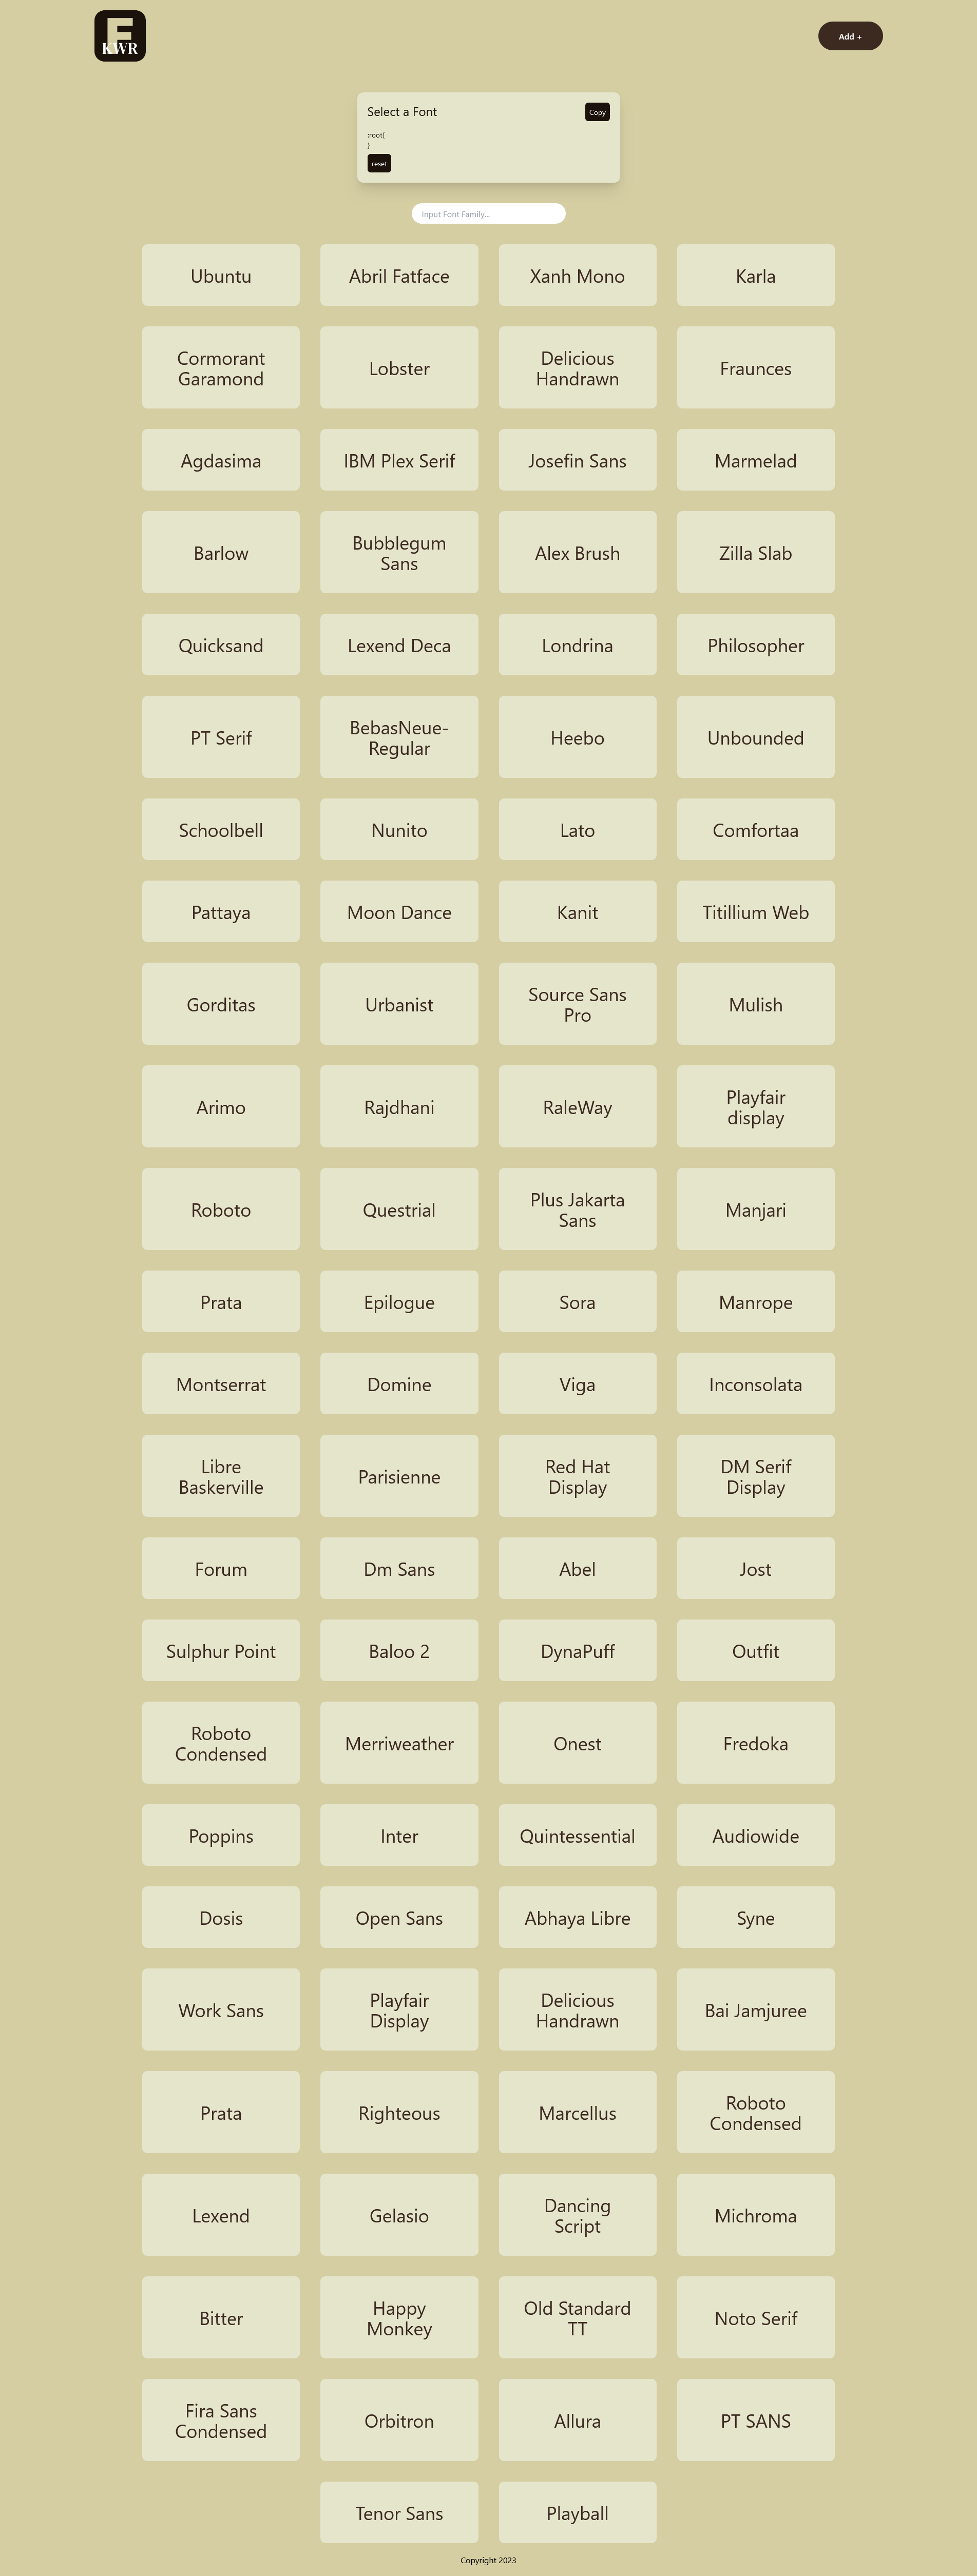 F
KWR
Add +
Select a Font
Copy
:root{
}
reset
Input Font Family...
Ubuntu
Abril Fatface
Xanh Mono
Karla
Cormorant
Garamond
Lobster
Delicious
Handrawn
Fraunces
Agdasima
IBM Plex Serif
Josefin Sans
Marmelad
Barlow
Bubblegum
Sans
Alex Brush
Zilla Slab
Quicksand
Lexend Deca
Londrina
Philosopher
PT Serif
BebasNeue-
Regular
Heebo
Unbounded
Schoolbell
Nunito
Lato
Comfortaa
Pattaya
Moon Dance
Kanit
Titillium Web
Gorditas
Urbanist
Source Sans
Pro
Mulish
Arimo
Rajdhani
RaleWay
Playfair
display
Roboto
Questrial
Plus Jakarta
Sans
Manjari
Prata
Epilogue
Sora
Manrope
Montserrat
Domine
Viga
Inconsolata
Libre
Baskerville
Parisienne
Red Hat
Display
DM Serif
Display
Forum
Dm Sans
Abel
Jost
Sulphur Point
Baloo 2
DynaPuff
Outfit
Roboto
Condensed
Merriweather
Onest
Fredoka
Poppins
Inter
Quintessential
Audiowide
Dosis
Open Sans
Abhaya Libre
Syne
Work Sans
Playfair
Display
Delicious
Handrawn
Bai Jamjuree
Prata
Righteous
Marcellus
Roboto
Condensed
Lexend
Gelasio
Dancing
Script
Michroma
Bitter
Happy
Monkey
Old Standard
TT
Noto Serif
Fira Sans
Condensed
Orbitron
Allura
PT SANS
Tenor Sans
Playball
Copyright 2023